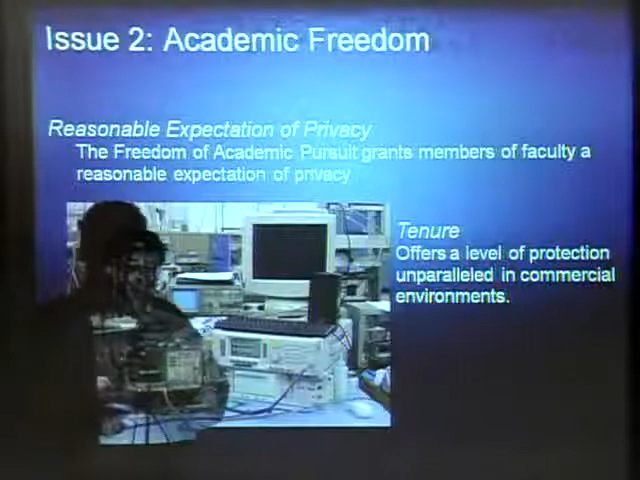 Issue 2: Academic Freedom
Reasonable Expectation of Privacy
The Freedom of Academic Pursuit grants members of faculty a
reasonable expectation of privacy
Tenure
Offers a level of protection
unparalleled in commercial
environments.